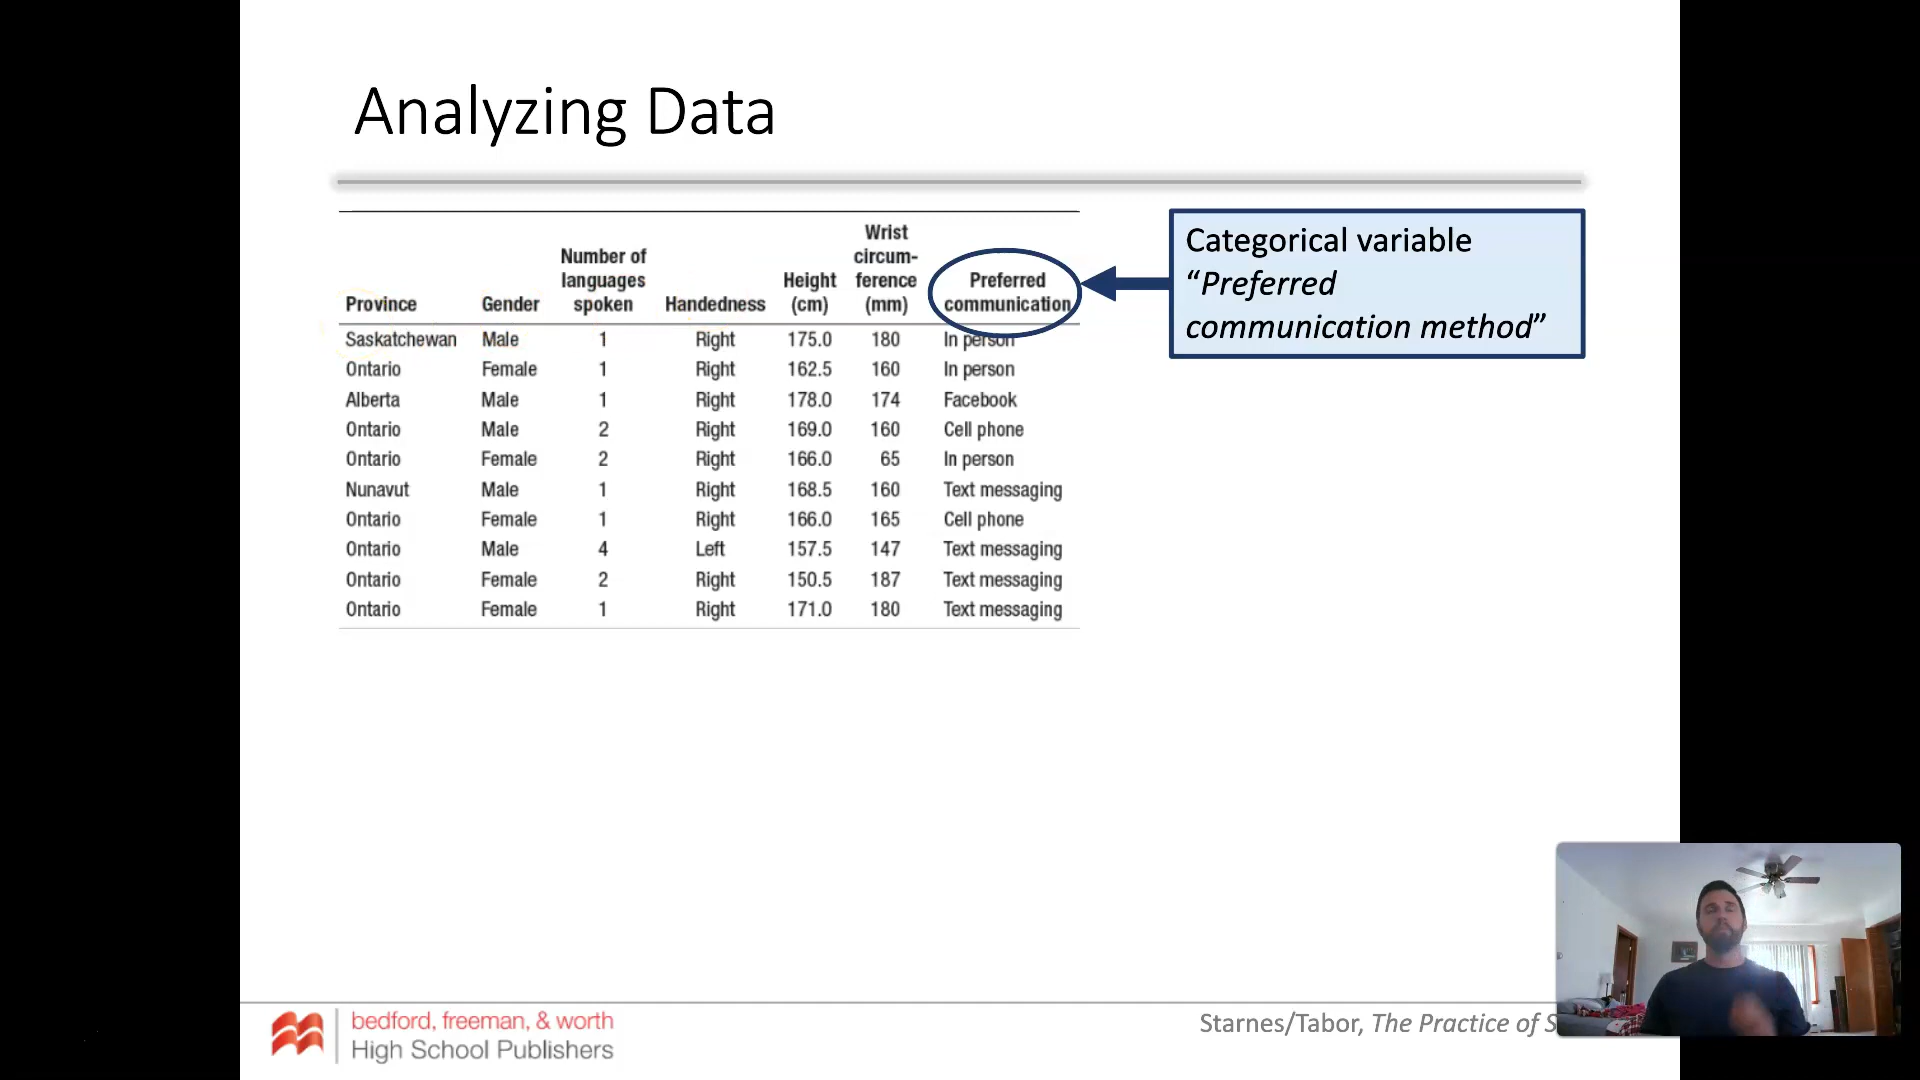 Analyzing Data
Province Gender Number of languages spoken Handedness Height (cm) Wrist circum-ference (mm) Preferred communication
Saskatchewan Male 1 Right 175.0 180 In person
Ontario Female 1 Right 162.5 160 In person
Alberta Male 1 Right 178.0 174 Facebook
Ontario Male 2 Right 169.0 160 Cell phone
Ontario Female 2 Right 166.0 65 In person
Nunavut Male 1 Right 168.5 160 Text messaging
Ontario Female 1 Right 166.0 165 Cell phone
Ontario Male 4 Left 157.5 147 Text messaging
Ontario Female 2 Right 150.5 187 Text messaging
Ontario Female 1 Right 171.0 180 Text messaging
Categorical variable
“Preferred
communication method”
bedford, freeman, & worth
High School Publishers
Starnes/Tabor, The Practice of S